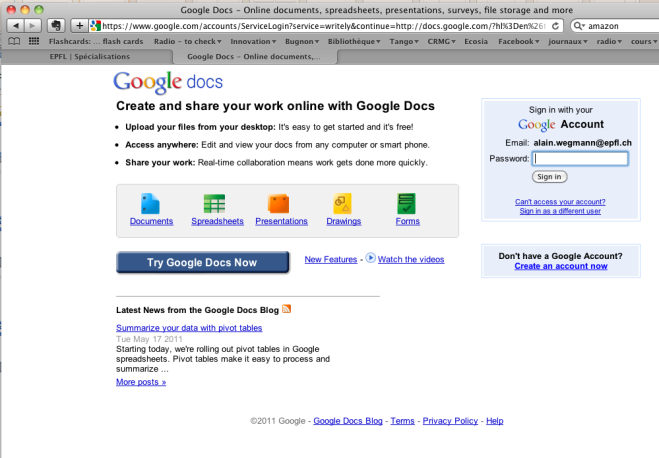 Google Docs – Online documents, spreadsheets, presentations, surveys, file storage and more
https://www.google.com/accounts/ServiceLogin?service=writely&continue=http://docs.google.com/?hl%3Den%26t
amazon
Flashcards: ... flash cards Radio - to check Innovation Bugnon Bibliothèque Tango CRMG Ecosia Facebook journaux radio cours
EPFL | Spécialisations
Google Docs – Online documents,...
Google docs
Create and share your work online with Google Docs
• Upload your files from your desktop: It's easy to get started and it's free!
• Access anywhere: Edit and view your docs from any computer or smart phone.
• Share your work: Real-time collaboration means work gets done more quickly.
Documents Spreadsheets Presentations Drawings Forms
Try Google Docs Now
New Features - Watch the videos
Latest News from the Google Docs Blog
Summarize your data with pivot tables
Tue May 17 2011
Starting today, we're rolling out pivot tables in Google
spreadsheets. Pivot tables make it easy to process and
summarize ...
More posts »
Sign in with your
Google Account
Email: alain.wegmann@epfl.ch
Password:
Sign in
Can't access your account?
Sign in as a different user
Don't have a Google Account?
Create an account now
©2011 Google - Google Docs Blog - Terms - Privacy Policy - Help